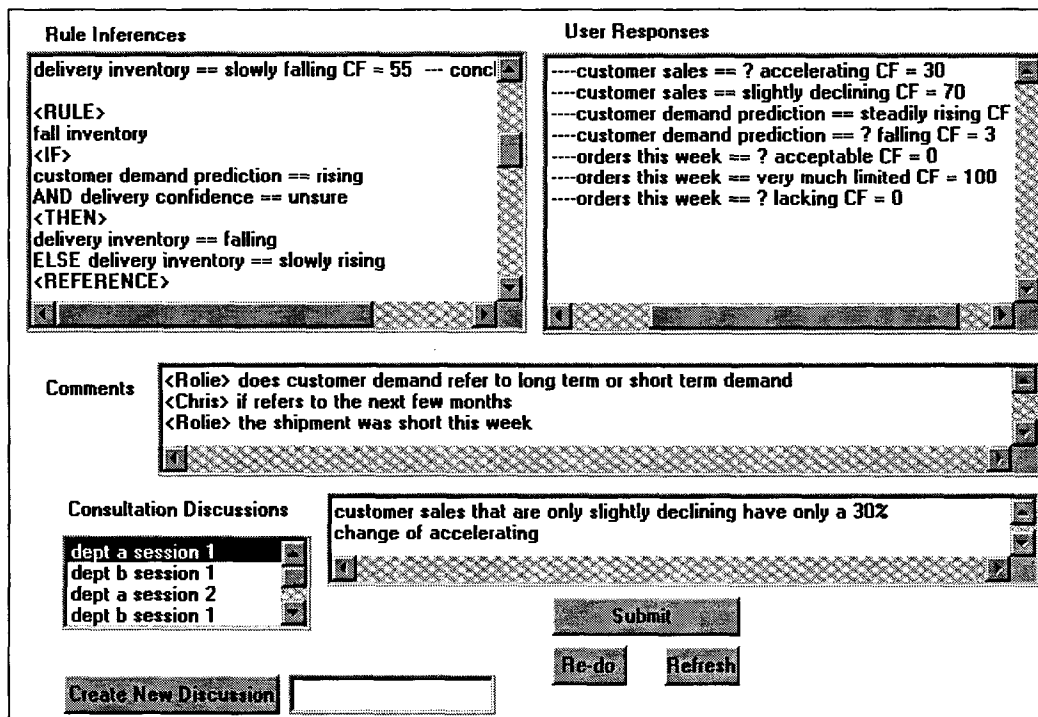 Rule Inferences
delivery inventory == slowly falling CF = 55 --- concl
<RULE>
fall inventory
<IF>
customer demand prediction == rising
AND delivery confidence == unsure
<THEN>
delivery inventory == falling
ELSE delivery inventory == slowly rising
<REFERENCE>
User Responses
----customer sales == ? accelerating CF = 30
----customer sales == slightly declining CF = 70
----customer demand prediction == steadily rising CF
----customer demand prediction == ? falling CF = 3
----orders this week == ? acceptable CF = 0
----orders this week == very much limited CF = 100
----orders this week == ? lacking CF = 0
Comments
<Rolie> does customer demand refer to long term or short term demand
<Chris> if refers to the next few months
<Rolie> the shipment was short this week
Consultation Discussions
dept a session 1
dept b session 1
dept a session 2
dept b session 1
customer sales that are only slightly declining have only a 30%
change of accelerating
Submit
Re-do
Refresh
Create New Discussion